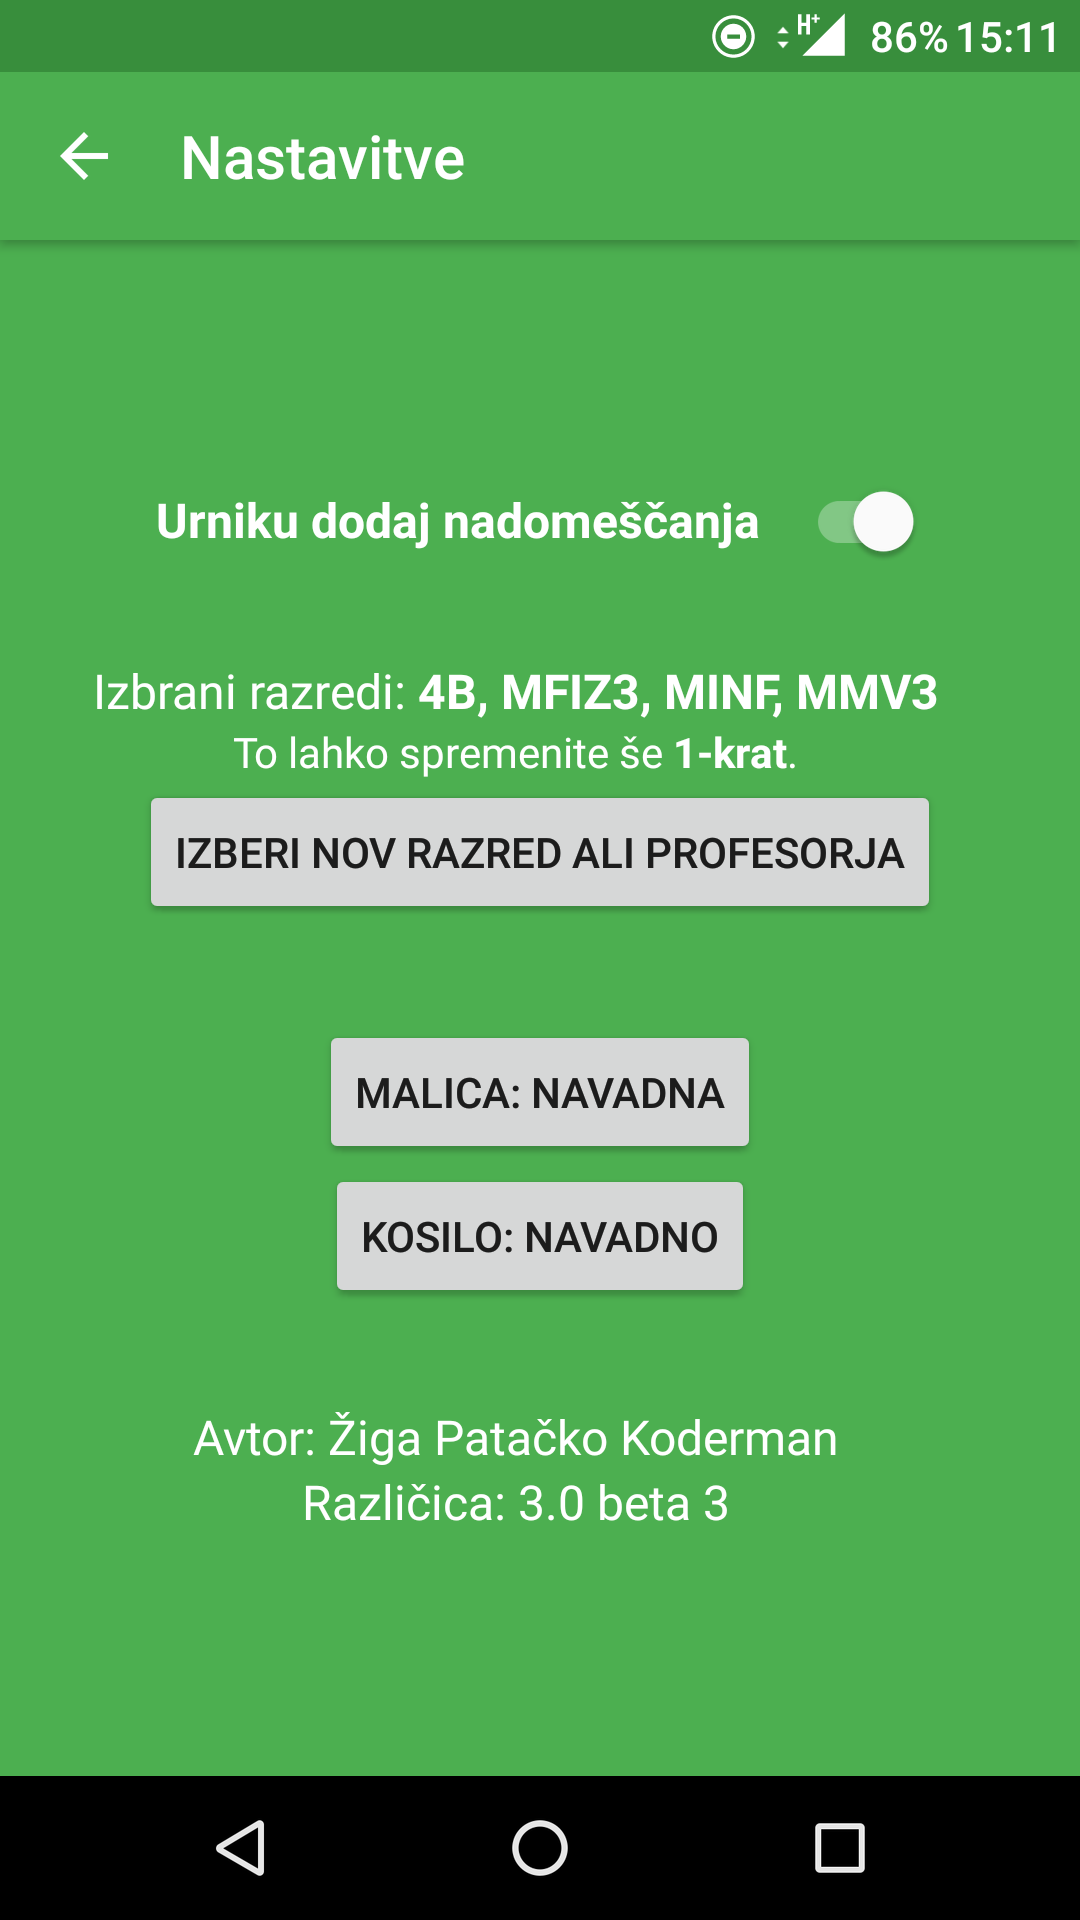 H+ 86% 15:11
Nastavitve
Urniku dodaj nadomeščanja
Izbrani razredi: 4B, MFIZ3, MINF, MMV3
To lahko spremenite še 1-krat.
IZBERI NOV RAZRED ALI PROFESORJA
MALICA: NAVADNA
KOSILO: NAVADNO
Avtor: Žiga Patačko Koderman
Različica: 3.0 beta 3